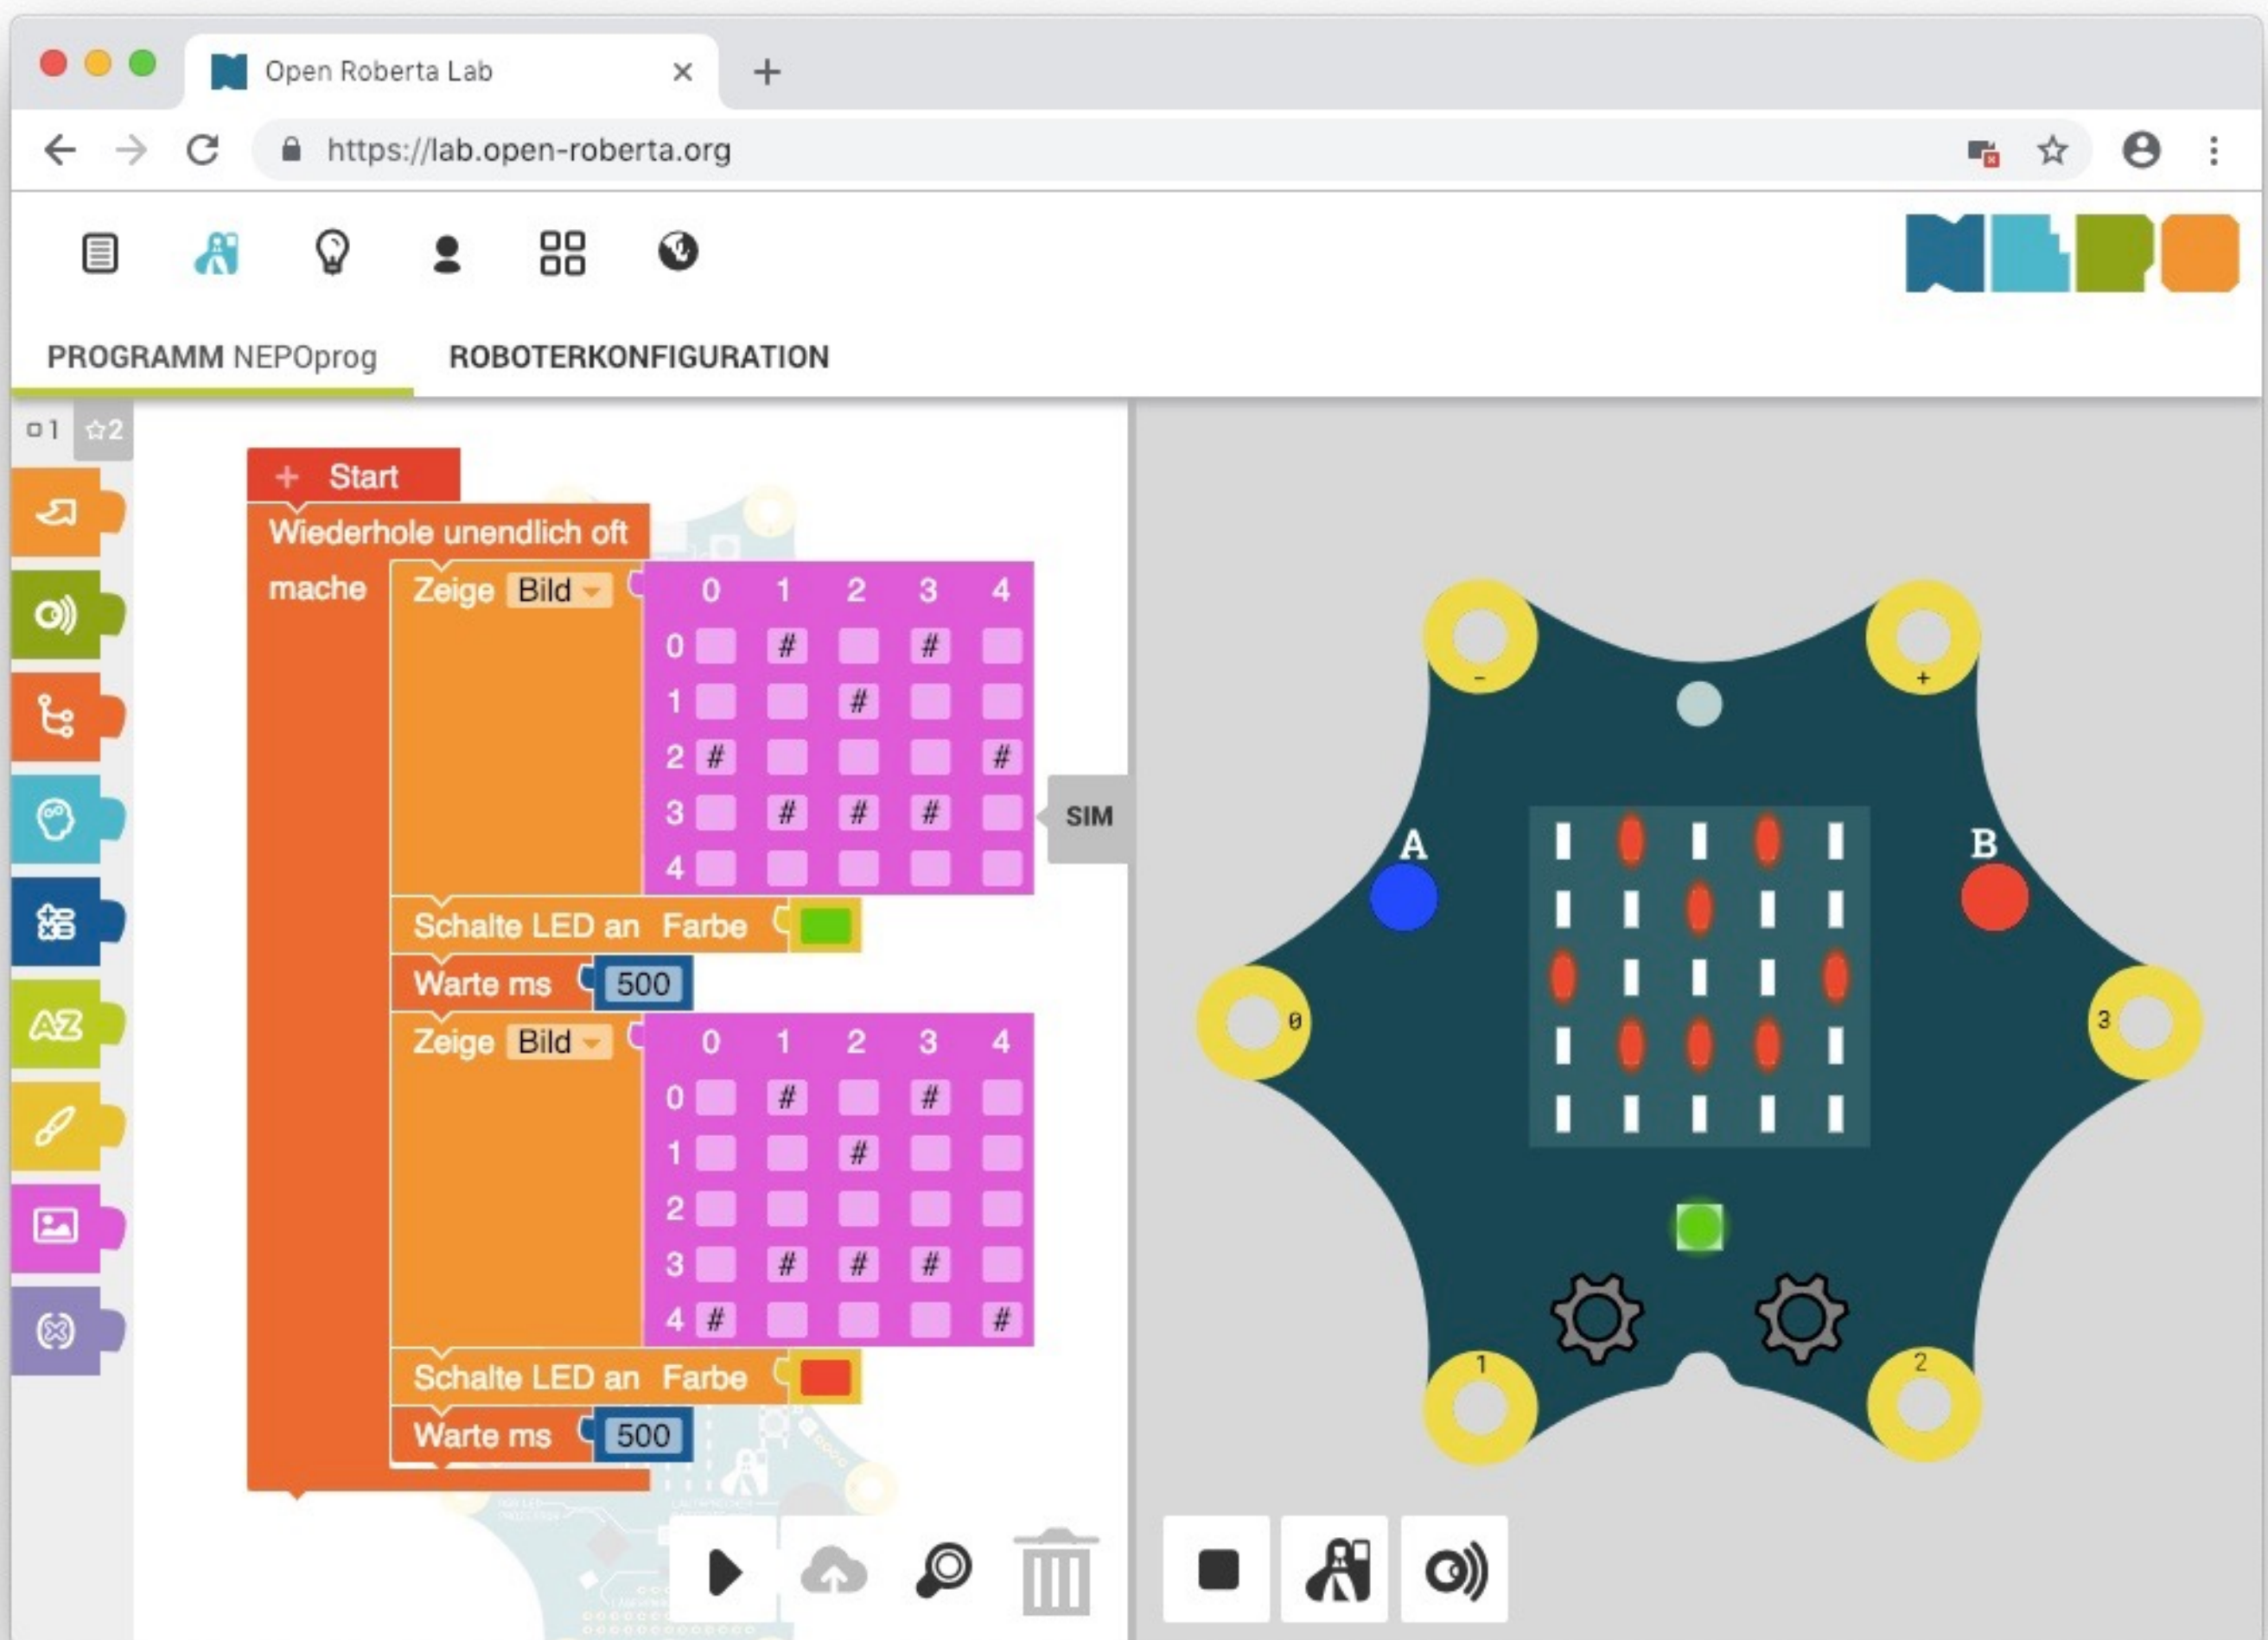 Open Roberta Lab
https://lab.open-roberta.org
PROGRAMM NEPOprog
ROBOTERKONFIGURATION
1
2
+ Start
Wiederhole unendlich oft
mache
Zeige Bild
0 1 2 3 4
0 # #
1 #
2 # #
3 # # #
4
Schalte LED an Farbe
Warte ms 500
Zeige Bild
0 1 2 3 4
0 # #
1 #
2
3 # # #
4 # #
Schalte LED an Farbe
Warte ms 500
AZ
SIM
- +
A B
0 3
1 2